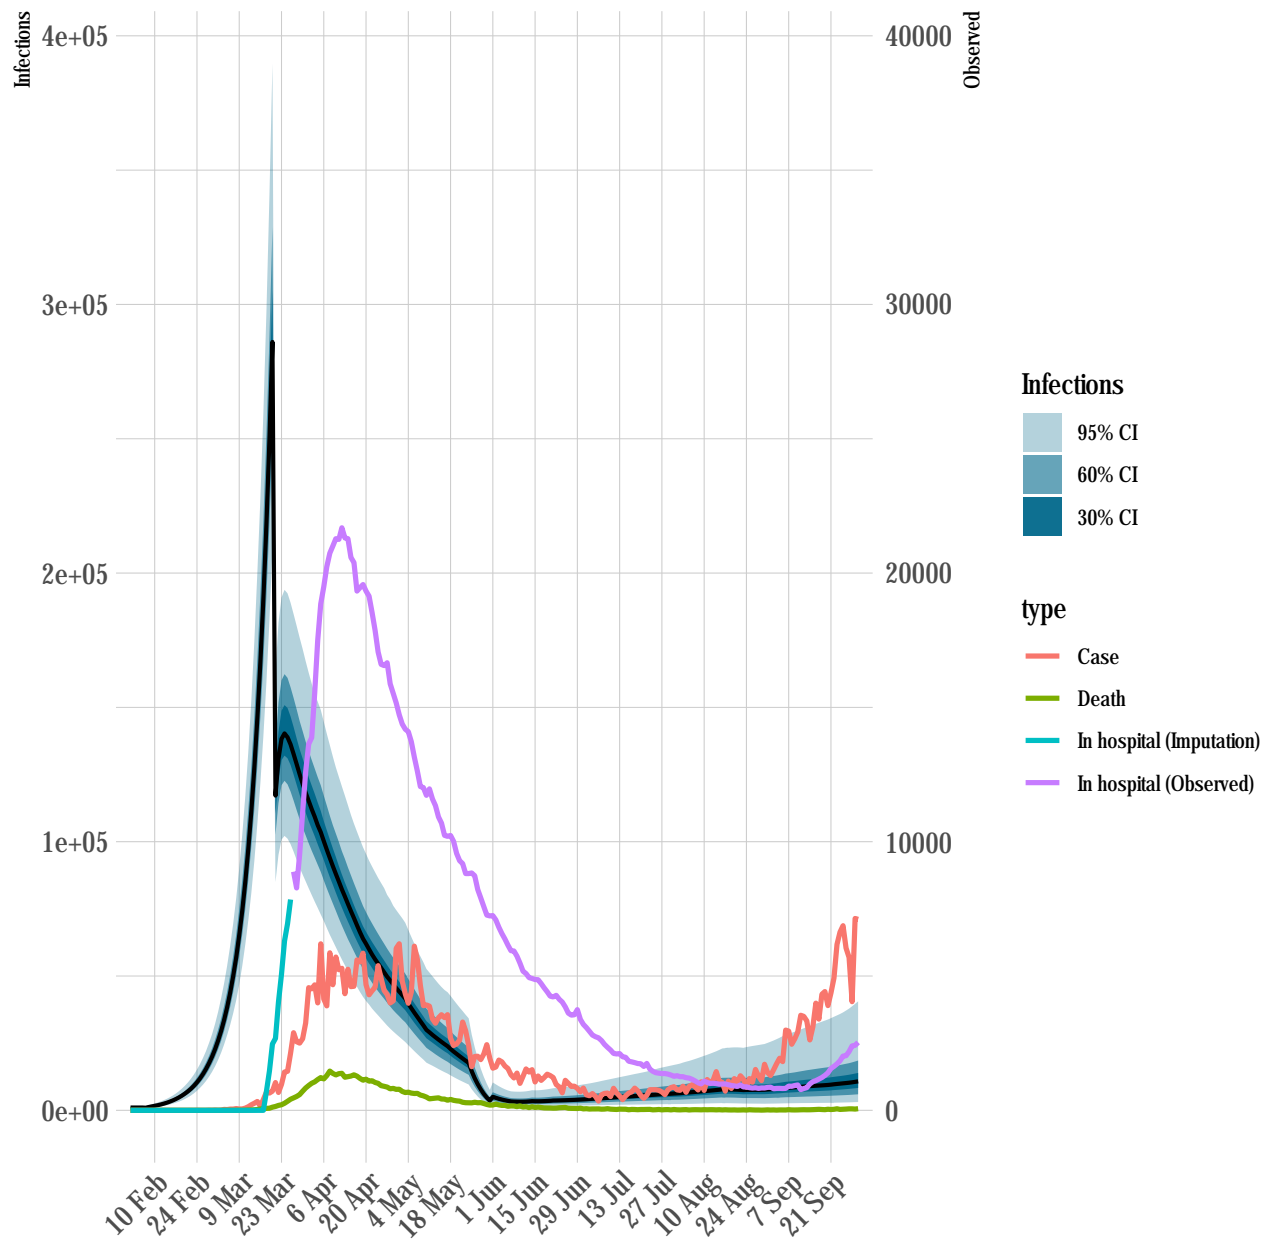 Infections
Observed
4e+05
3e+05
2e+05
1e+05
0e+00
40000
30000
20000
10000
0
10 Feb
24 Feb
9 Mar
23 Mar
6 Apr
20 Apr
4 May
18 May
1 Jun
15 Jun
29 Jun
13 Jul
27 Jul
10 Aug
24 Aug
7 Sep
21 Sep
Infections
95% CI
60% CI
30% CI
type
Case
Death
In hospital (Imputation)
In hospital (Observed)